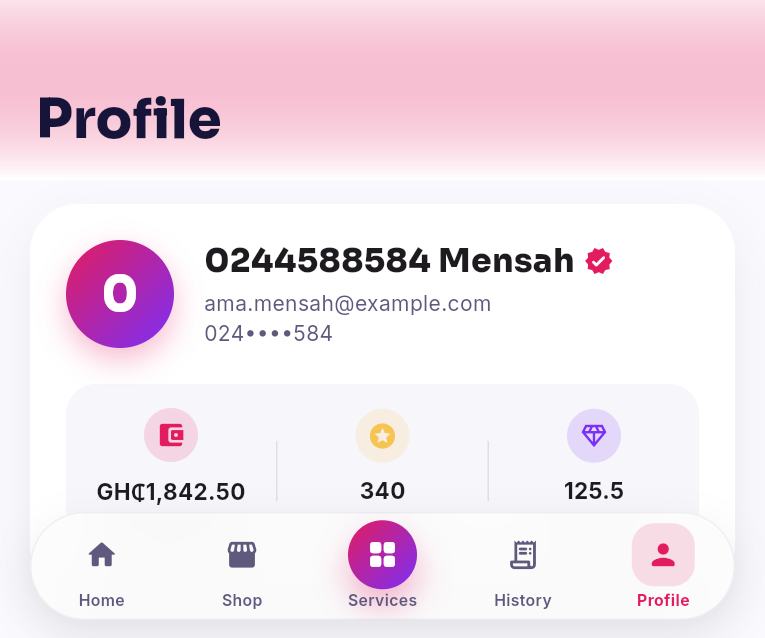 Profile
0
0244588584 Mensah
ama.mensah@example.com
024••••584
GH₵1,842.50
340
125.5
Home
Shop
Services
History
Profile